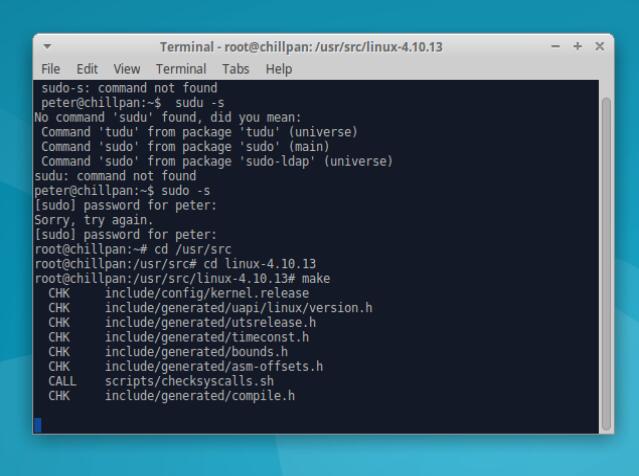 Terminal - root@chillpan: /usr/src/linux-4.10.13
File Edit View Terminal Tabs Help
sudo-s: command not found
peter@chillpan:~$  sudu -s
No command 'sudu' found, did you mean:
Command 'tudu' from package 'tudu' (universe)
Command 'sudo' from package 'sudo' (main)
Command 'sudo' from package 'sudo-ldap' (universe)
sudu: command not found
peter@chillpan:~$ sudo -s
[sudo] password for peter:
Sorry, try again.
[sudo] password for peter:
root@chillpan:~# cd /usr/src
root@chillpan:/usr/src# cd linux-4.10.13
root@chillpan:/usr/src/linux-4.10.13# make
CHK     include/config/kernel.release
CHK     include/generated/uapi/linux/version.h
CHK     include/generated/utsrelease.h
CHK     include/generated/timeconst.h
CHK     include/generated/bounds.h
CHK     include/generated/asm-offsets.h
CALL    scripts/checksyscalls.sh
CHK     include/generated/compile.h